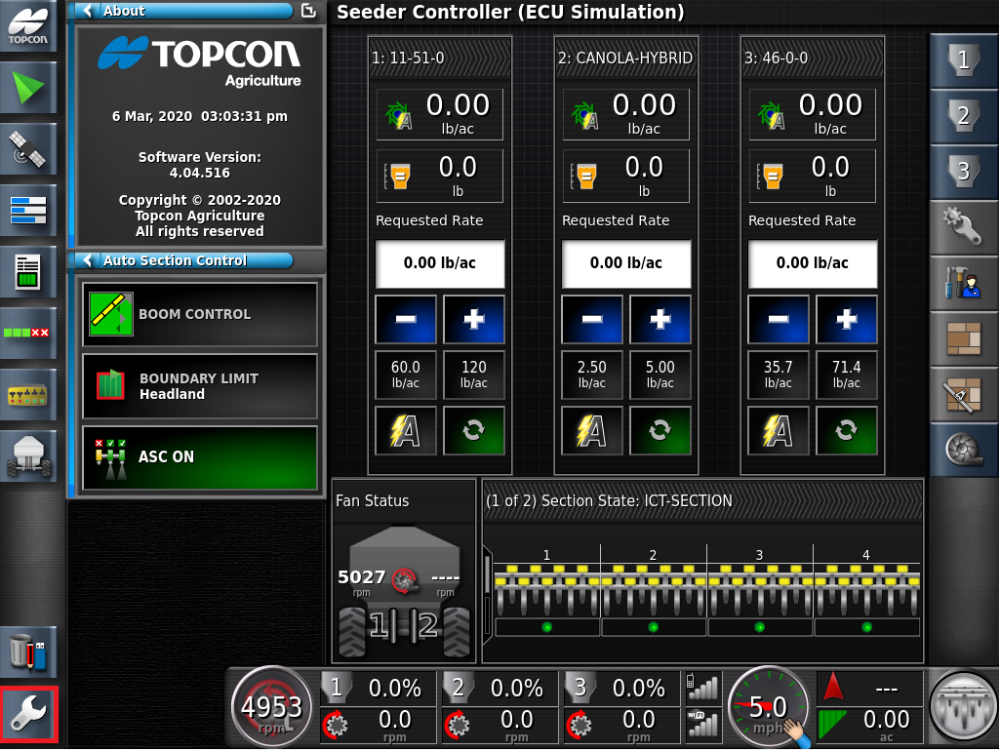 TOPCON
About
TOPCON
Agriculture
6 Mar, 2020 03:03:31 pm
Software Version:
4.04.516
Copyright © 2002-2020
Topcon Agriculture
All rights reserved
Auto Section Control
BOOM CONTROL
BOUNDARY LIMIT
Headland
ASC ON
Seeder Controller (ECU Simulation)
1: 11-51-0
0.00
lb/ac
0.0
lb
Requested Rate
0.00 lb/ac
60.0
lb/ac
120
lb/ac
A
2: CANOLA-HYBRID
0.00
lb/ac
0.0
lb
Requested Rate
0.00 lb/ac
2.50
lb/ac
5.00
lb/ac
A
3: 46-0-0
0.00
lb/ac
0.0
lb
Requested Rate
0.00 lb/ac
35.7
lb/ac
71.4
lb/ac
A
1
2
3
Fan Status
5027
rpm
----
rpm
1 2
(1 of 2) Section State: ICT-SECTION
1 2 3 4
4953
rpm
1
0.0%
0.0
rpm
2
0.0%
0.0
rpm
3
0.0%
0.0
rpm
WiFi
5.0
mph
---
0.00
ac